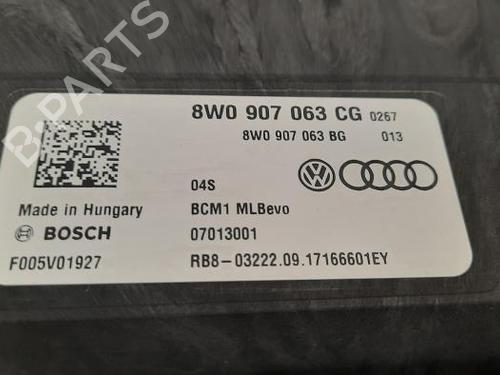 8W0 907 063 CG 0267
8W0 907 063 BG 013
04S
Made in Hungary
BCM1 MLBevo
BOSCH
07013001
F005V01927
RB8-03222.09.17166601EY
B-PARTS